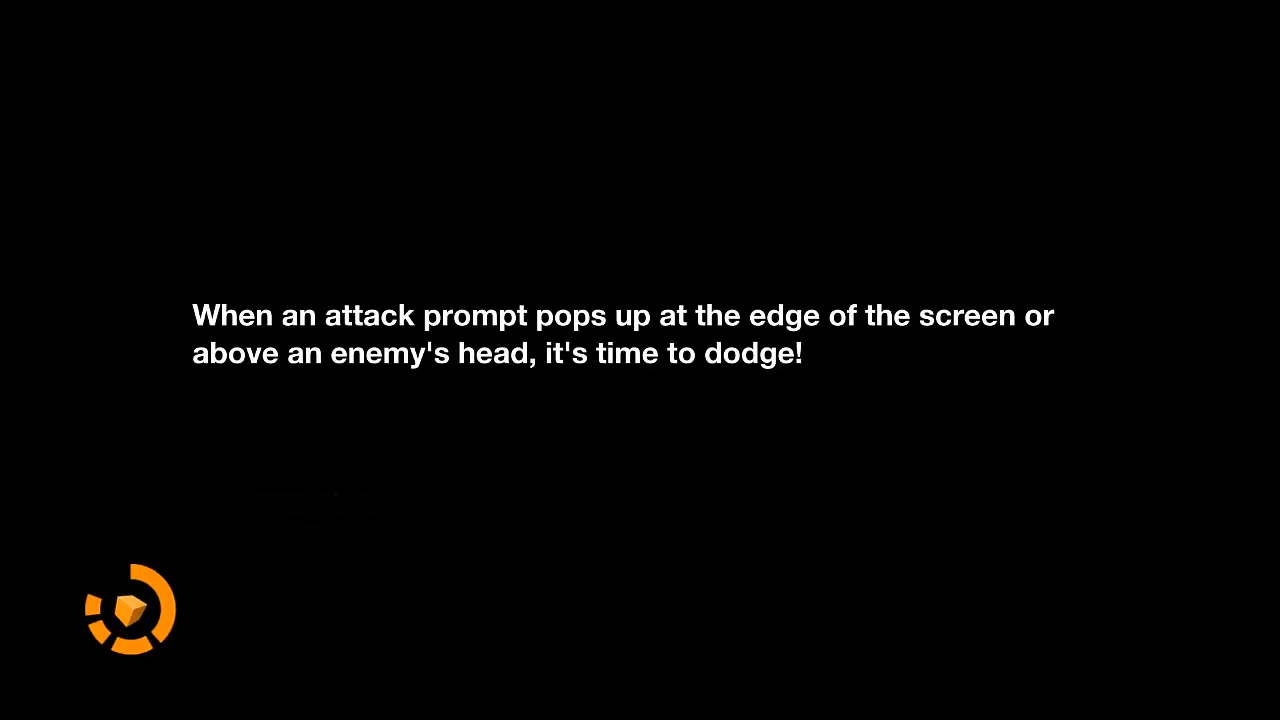 When an attack prompt pops up at the edge of the screen or
above an enemy's head, it's time to dodge!